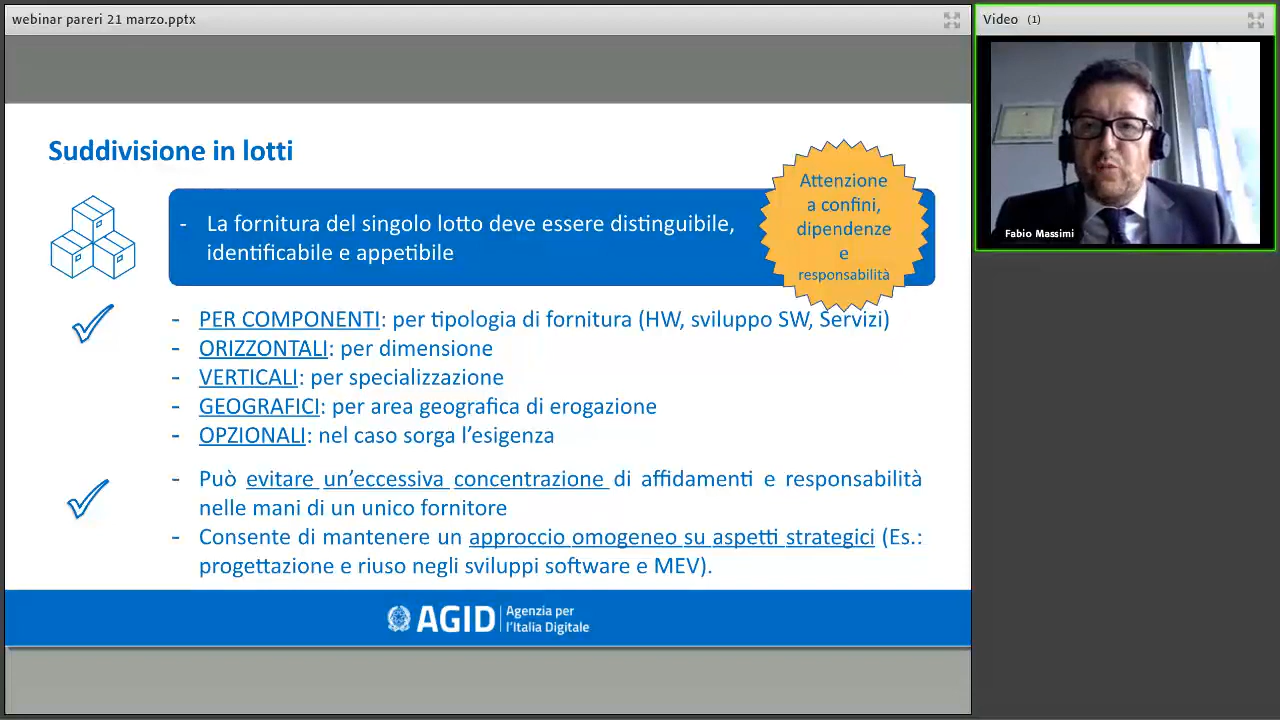 webinar pareri 21 marzo.pptx
Video (1)
Fabio Massimi
Suddivisione in lotti
- La fornitura del singolo lotto deve essere distinguibile,
identificabile e appetibile
Attenzione
a confini,
dipendenze
e
responsabilità
- PER COMPONENTI: per tipologia di fornitura (HW, sviluppo SW, Servizi)
- ORIZZONTALI: per dimensione
- VERTICALI: per specializzazione
- GEOGRAFICI: per area geografica di erogazione
- OPZIONALI: nel caso sorga l'esigenza
- Può evitare un'eccessiva concentrazione di affidamenti e responsabilità
nelle mani di un unico fornitore
- Consente di mantenere un approccio omogeneo su aspetti strategici (Es.:
progettazione e riuso negli sviluppi software e MEV).
AGID
Agenzia per
l'Italia Digitale